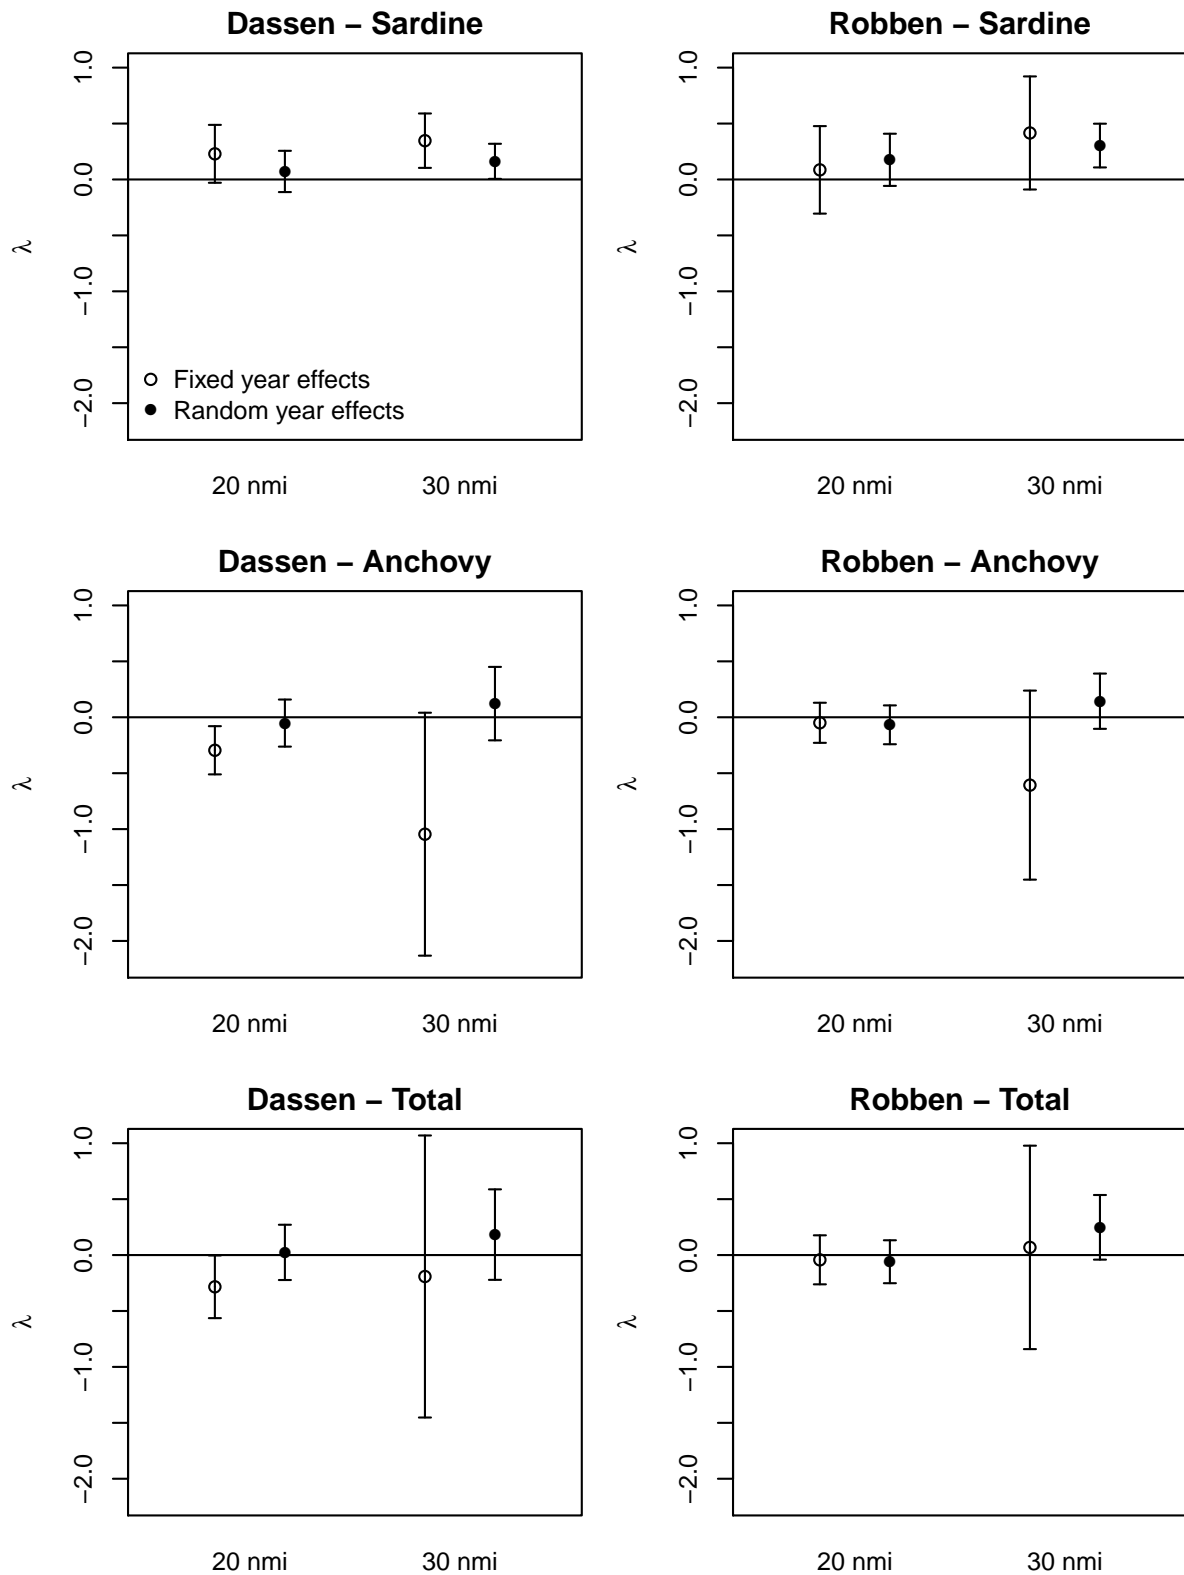 Dassen – Sardine
1.0
0.0
−1.0
−2.0
λ
Fixed year effects
Random year effects
20 nmi 30 nmi
Robben – Sardine
1.0
0.0
−1.0
−2.0
λ
20 nmi 30 nmi
Dassen – Anchovy
1.0
0.0
−1.0
−2.0
λ
20 nmi 30 nmi
Robben – Anchovy
1.0
0.0
−1.0
−2.0
λ
20 nmi 30 nmi
Dassen – Total
1.0
0.0
−1.0
−2.0
λ
20 nmi 30 nmi
Robben – Total
1.0
0.0
−1.0
−2.0
λ
20 nmi 30 nmi